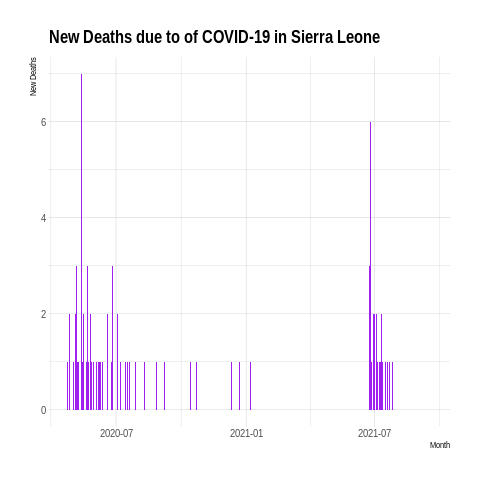 New Deaths due to of COVID-19 in Sierra Leone
New Deaths
6
4
2
0
2020-07
2021-01
2021-07
Month